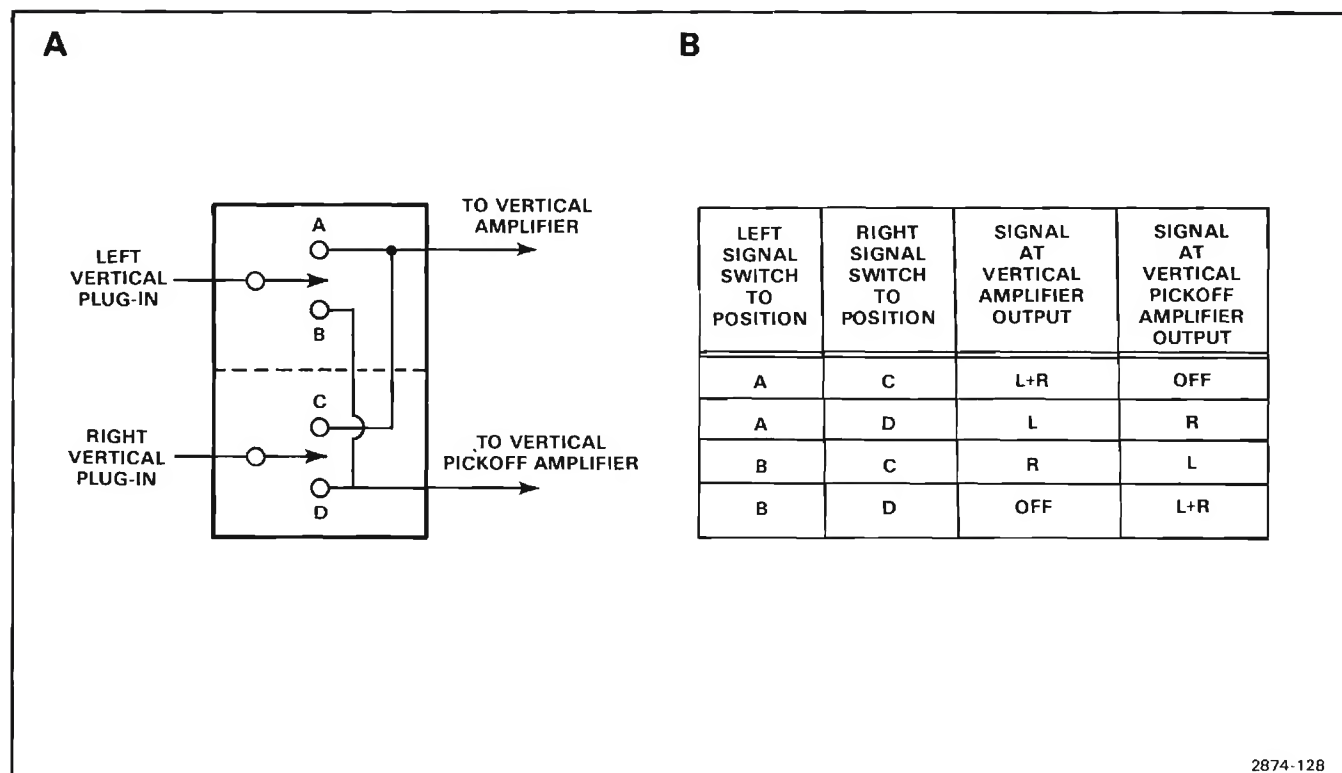 A
B
LEFT
VERTICAL
PLUG-IN
RIGHT
VERTICAL
PLUG-IN
A
B
C
D
TO VERTICAL
AMPLIFIER
TO VERTICAL
PICKOFF AMPLIFIER
LEFT
SIGNAL
SWITCH
TO
POSITION
RIGHT
SIGNAL
SWITCH
TO
POSITION
SIGNAL
AT
VERTICAL
AMPLIFIER
OUTPUT
SIGNAL
AT
VERTICAL
PICKOFF
AMPLIFIER
OUTPUT
A C L+R OFF
A D L R
B C R L
B D OFF L+R
2874-128